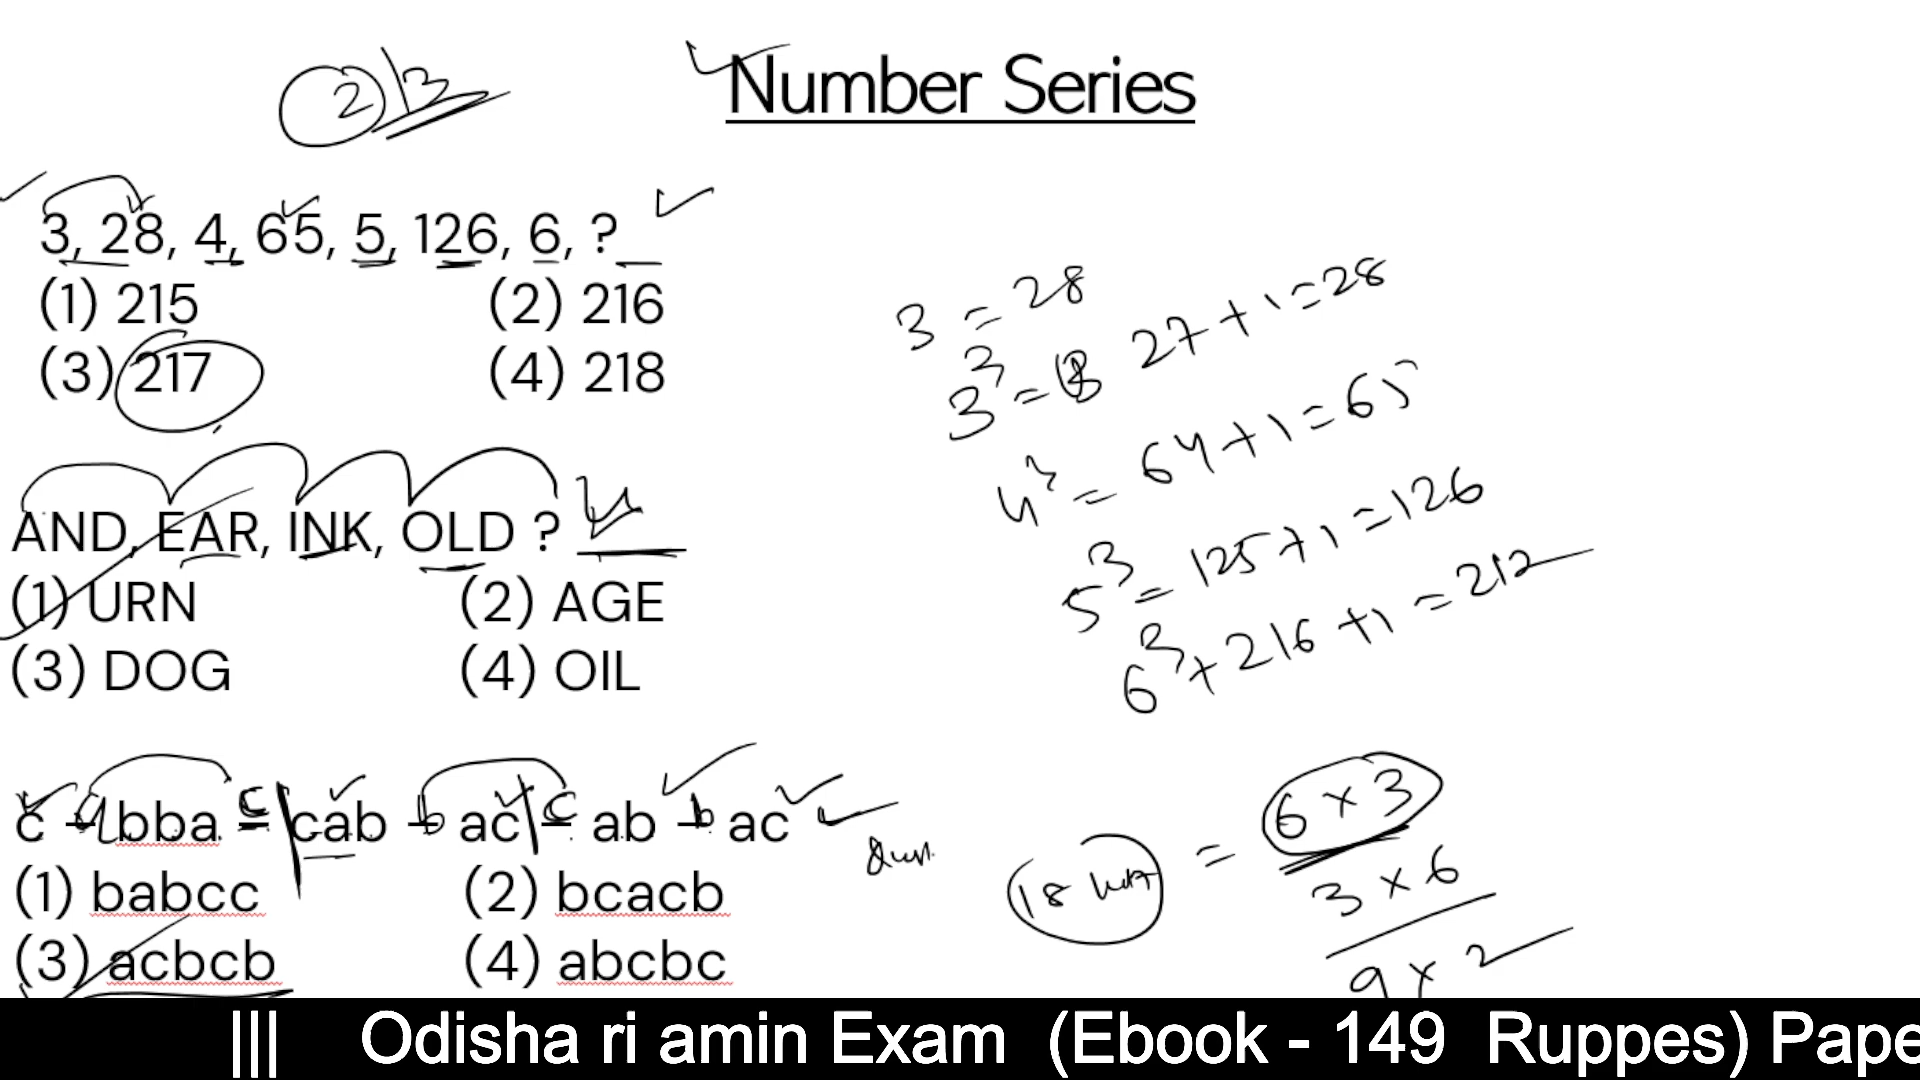 2)3
Number Series
3, 28, 4, 65, 5, 126, 6, ?
(1) 215 (2) 216
(3) 217 (4) 218
3 = 28
3³ = 27+1=28
4³ = 64+1=65
5³ = 125+1=126
6³+216+1=217
AND, EAR, INK, OLD ?
(1) URN (2) AGE
(3) DOG (4) OIL
c a bba c cab b ac c ab b ac
(1) babcc (2) bcacb
(3) acbcb (4) abcbc
18 = 6×3
3×6
9×2
||| Odisha ri amin Exam (Ebook - 149 Ruppes) Pape